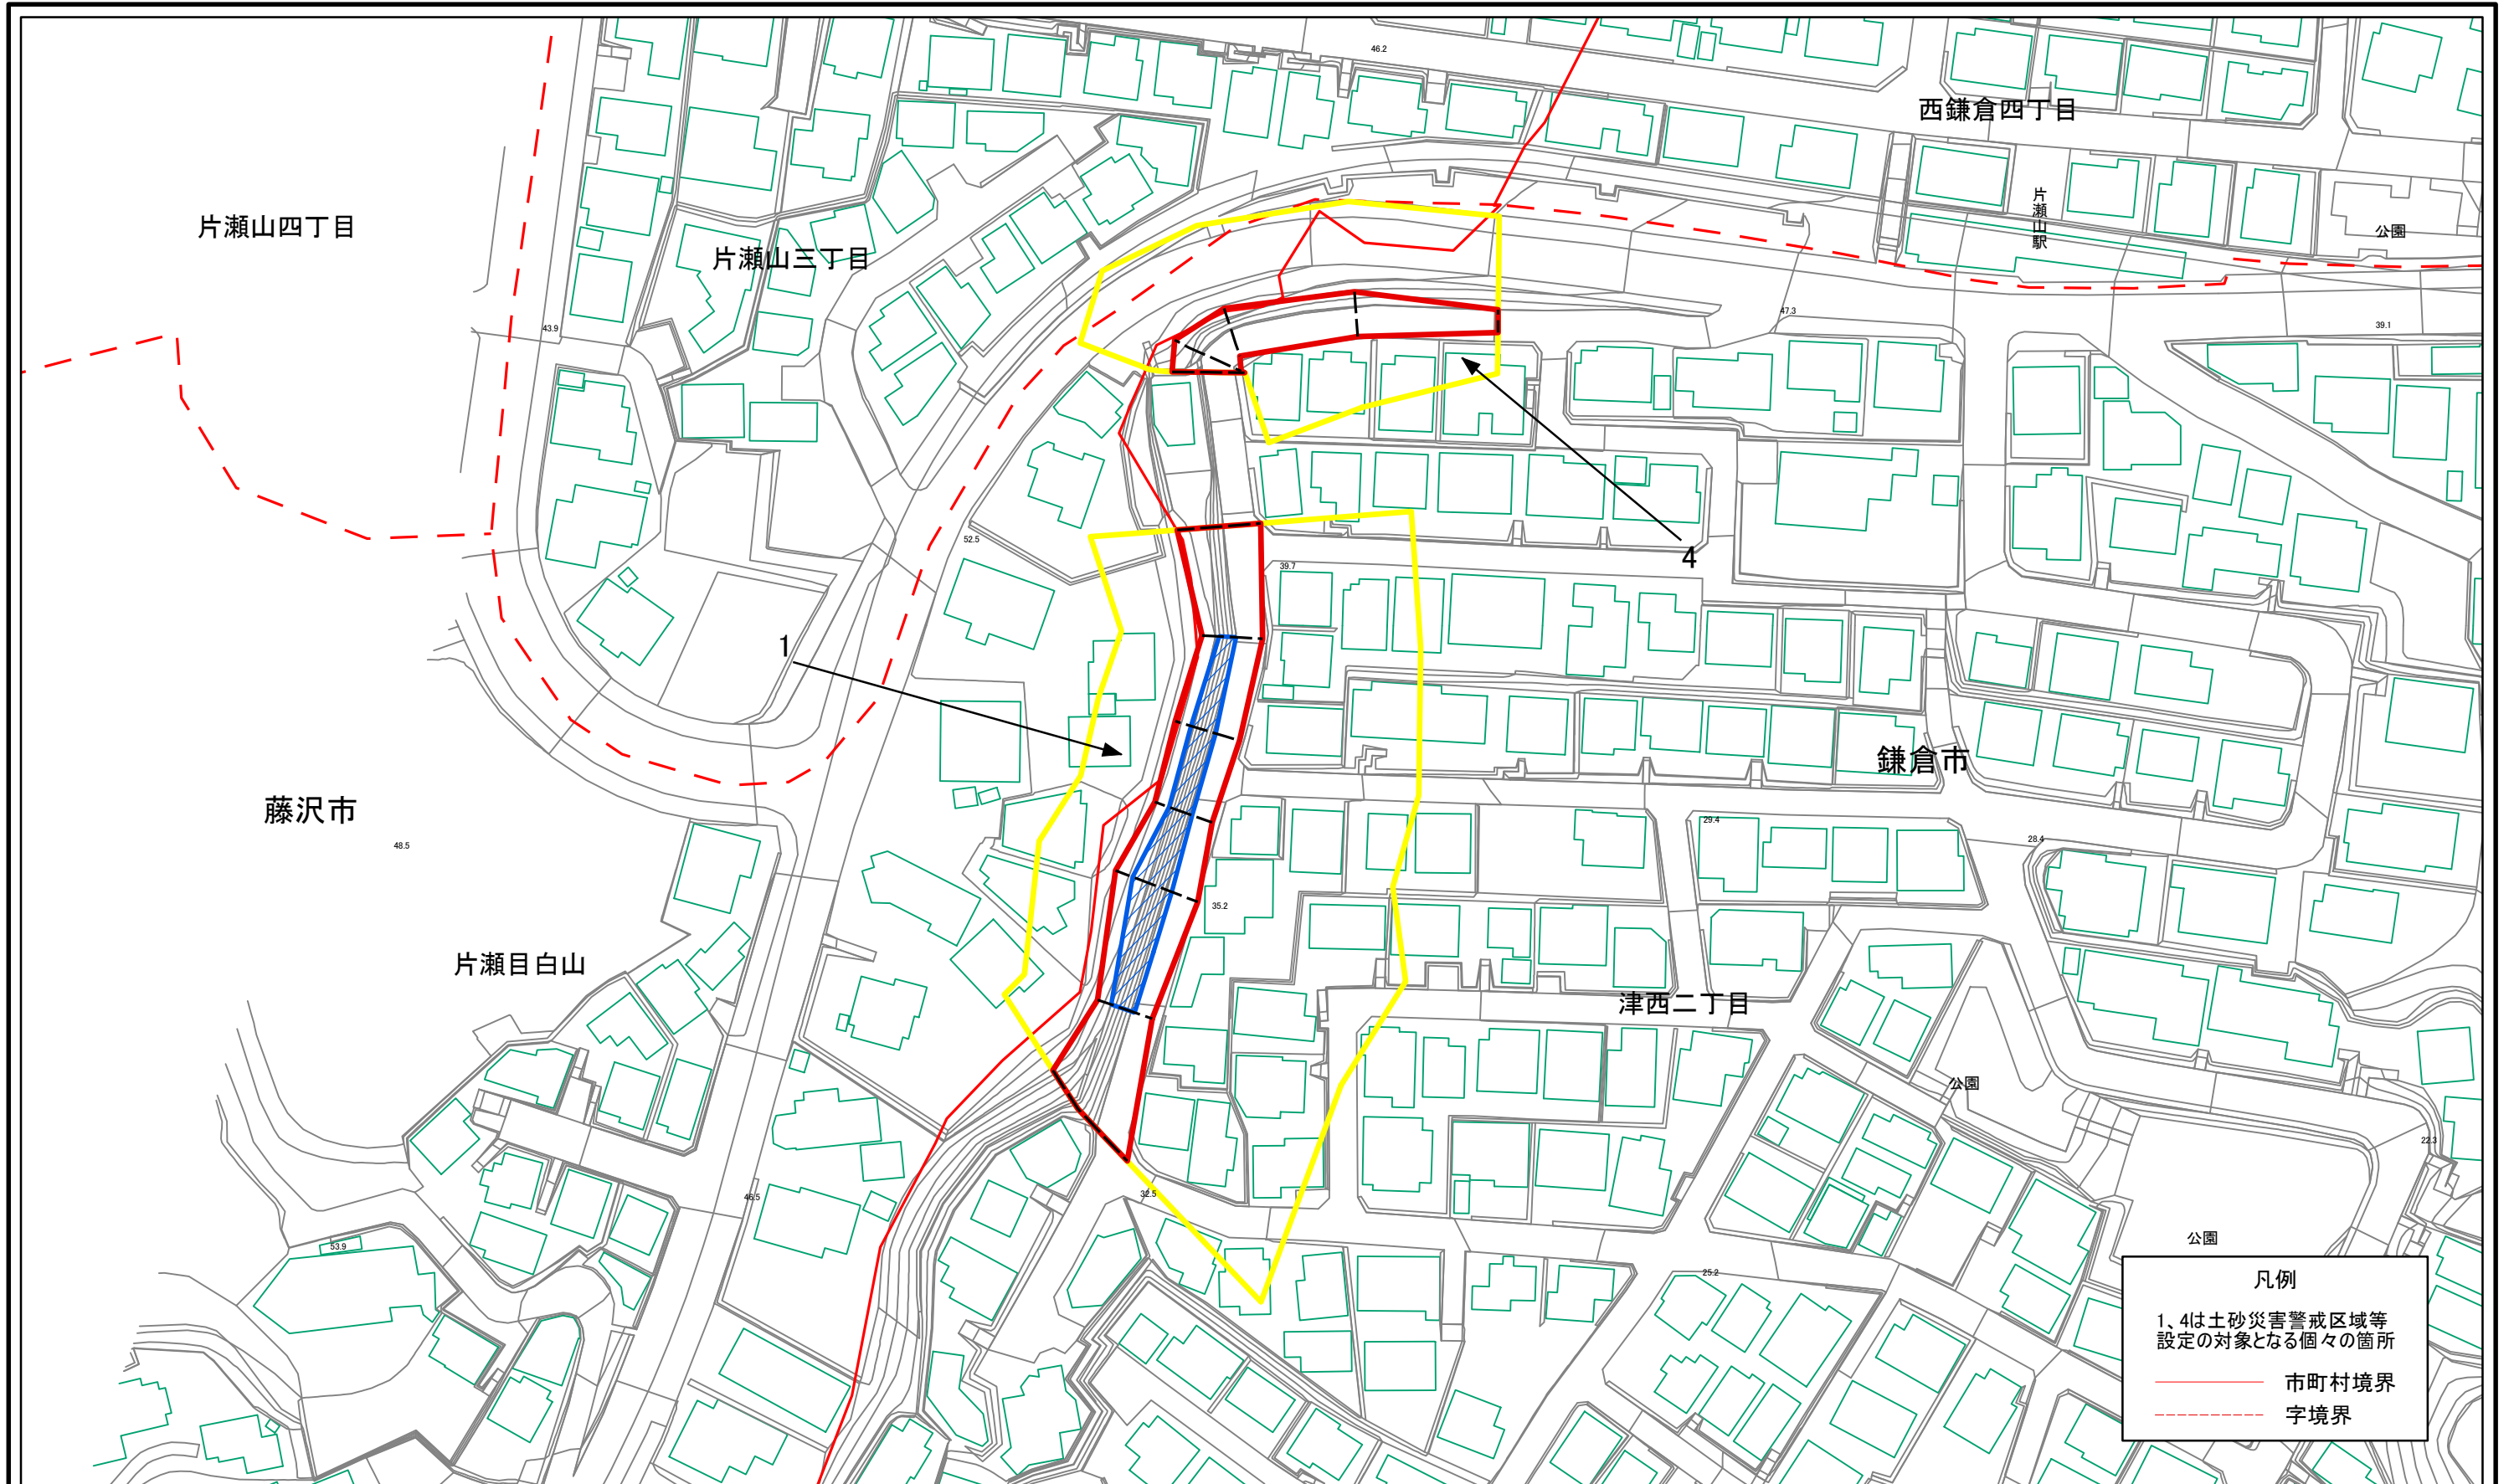 46.2
西鎌倉四丁目
片瀬山四丁目
片瀬山三丁目
片瀬山駅
公園
43.9
47.3
39.1
52.5
4
39.7
1
鎌倉市
藤沢市
48.5
29.4
28.4
35.2
片瀬目白山
津西二丁目
公園
22.3
46.5
32.5
53.9
公園
25.2
凡例
1、4は土砂災害警戒区域等
設定の対象となる個々の箇所
市町村境界
字境界